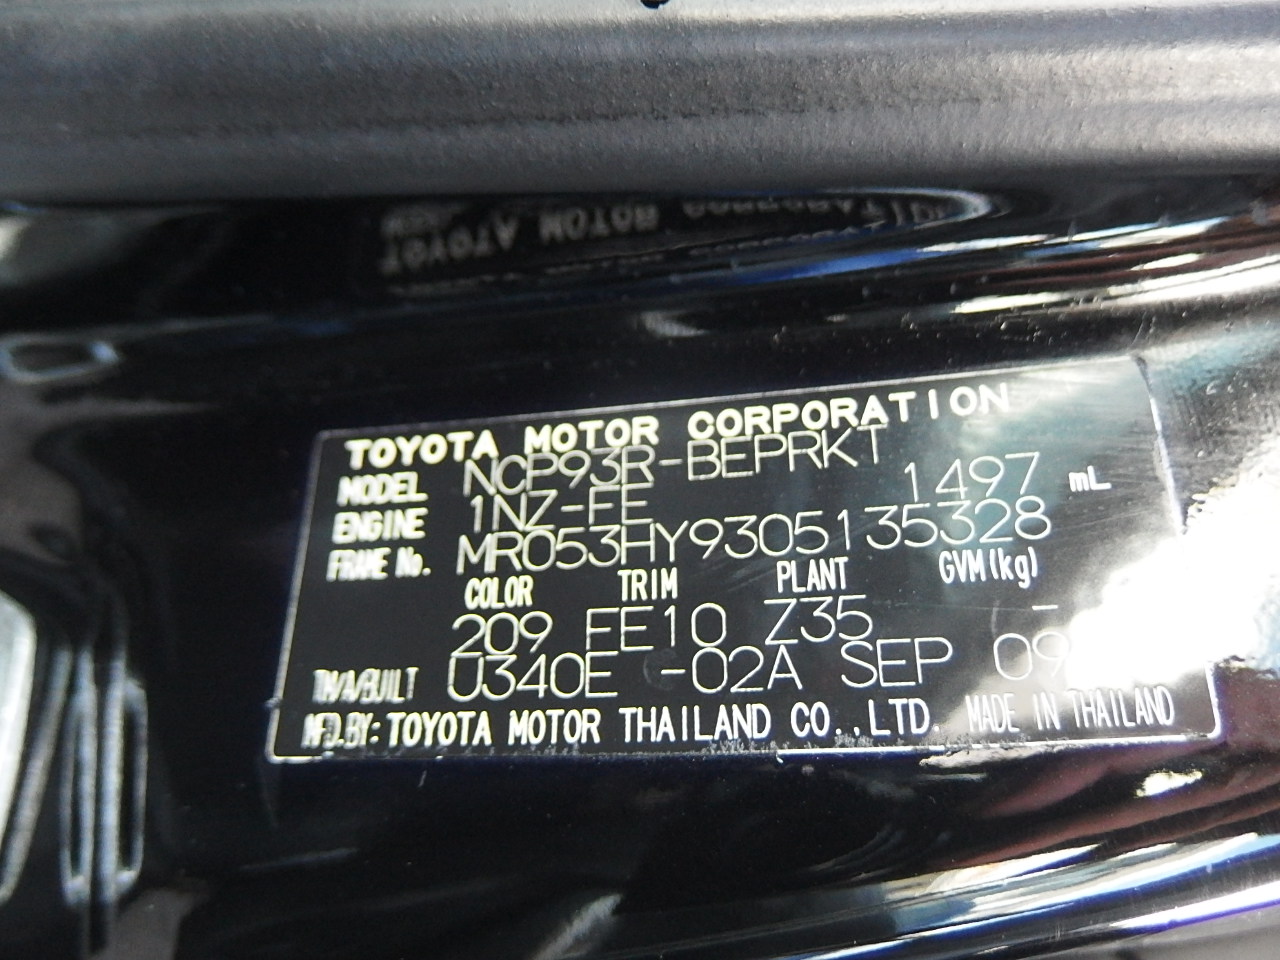 TOYOTA MOTOR CORPORATION
MODEL NCP93R-BEPRKT
ENGINE 1NZ-FE 1497 mL
FRAME No. MR053HY9305135328
COLOR TRIM PLANT GVM(kg)
209 FE10 Z35 -
TM/A/BUILT U340E -02A SEP 09
MFD.BY: TOYOTA MOTOR THAILAND CO.,LTD. MADE IN THAILAND